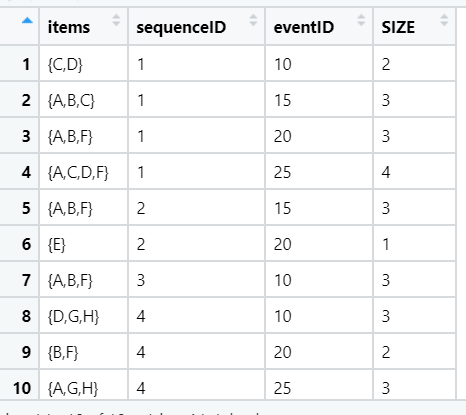 items sequenceID eventID SIZE
1 {C,D} 1 10 2
2 {A,B,C} 1 15 3
3 {A,B,F} 1 20 3
4 {A,C,D,F} 1 25 4
5 {A,B,F} 2 15 3
6 {E} 2 20 1
7 {A,B,F} 3 10 3
8 {D,G,H} 4 10 3
9 {B,F} 4 20 2
10 {A,G,H} 4 25 3